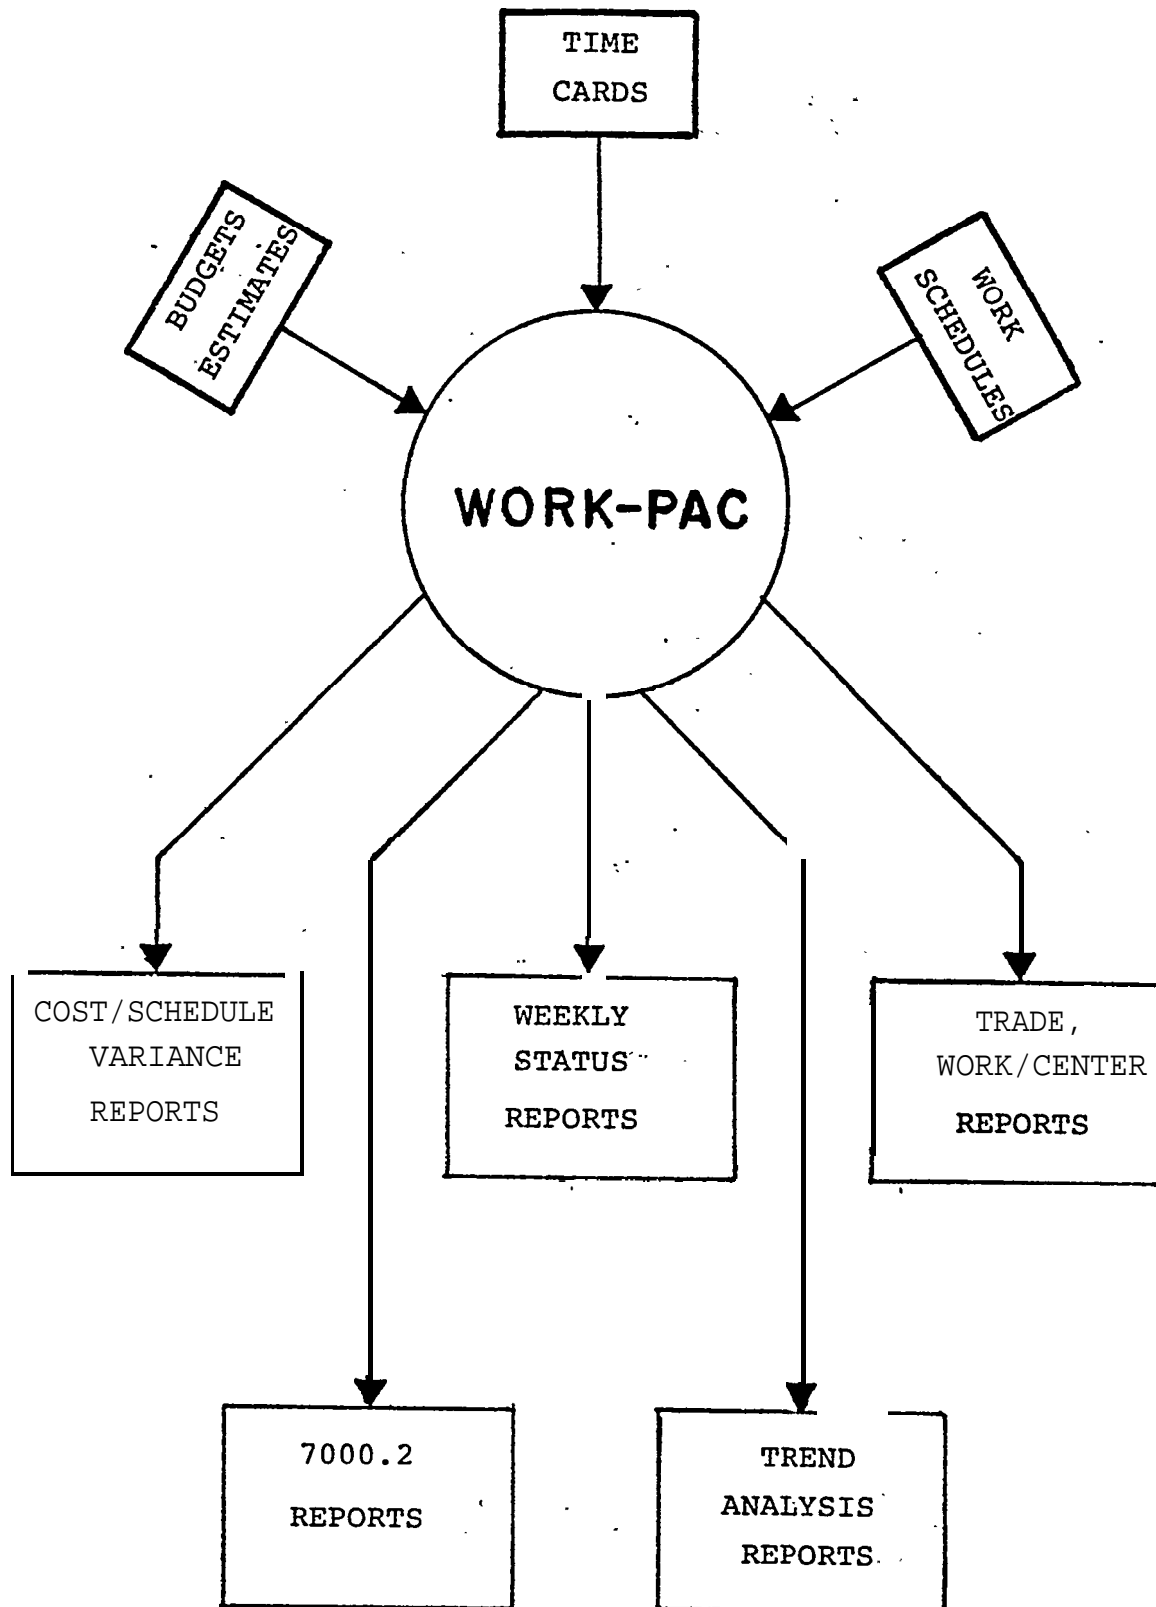 TIME
CARDS
BUDGETS
ESTIMATES
WORK
SCHEDULES
WORK-PAC
COST/SCHEDULE
VARIANCE
REPORTS
WEEKLY
STATUS
REPORTS
TRADE,
WORK/CENTER
REPORTS
7000.2
REPORTS
TREND
ANALYSIS
REPORTS